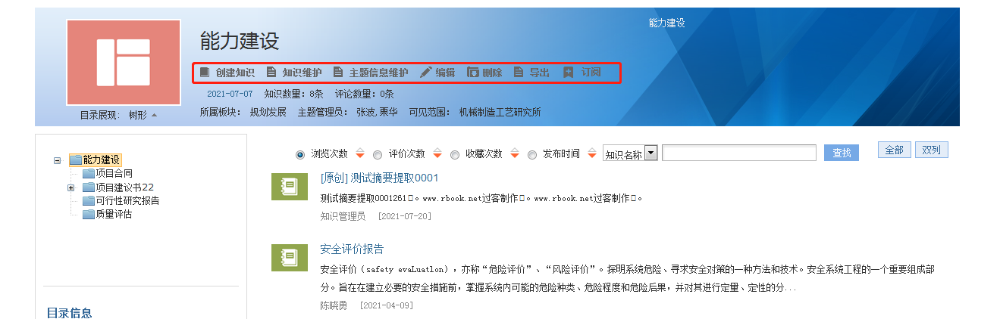 能力建设
能力建设
创建知识 知识维护 主题信息维护 编辑 删除 导出 订阅
2021-07-07 知识数量：8条 评论数量：0条
目录展现： 树形
所属板块： 规划发展 主题管理员： 张波,栗华 可见范围： 机械制造工艺研究所
能力建设
项目合同
项目建议书22
可行性研究报告
质量评估
目录信息
浏览次数 评价次数 收藏次数 发布时间 知识名称 查找 全部 双列
[原创] 测试摘要提取0001
测试摘要提取0001261。www.rbook.net过客制作。www.rbook.net过客制作。
知识管理员 [2021-07-20]
安全评价报告
安全评价（safety evaLuatlon），亦称“危险评价”、“风险评价”。探明系统危险、寻求安全对策的一种方法和技术。安全系统工程的一个重要组成部
分。旨在在建立必要的安全措施前，掌握系统内可能的危险种类、危险程度和危险后果，并对其进行定量、定性的分...
陈晓勇 [2021-04-09]